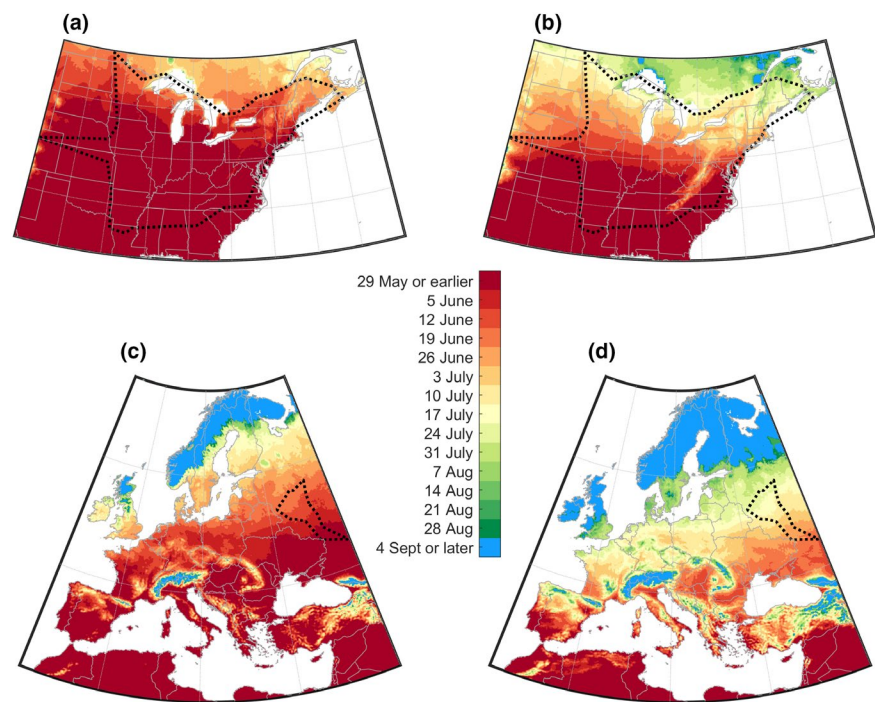 (a)
(b)
29 May or earlier
5 June
12 June
19 June
26 June
3 July
10 July
17 July
24 July
31 July
7 Aug
14 Aug
21 Aug
28 Aug
4 Sept or later
(c)
(d)